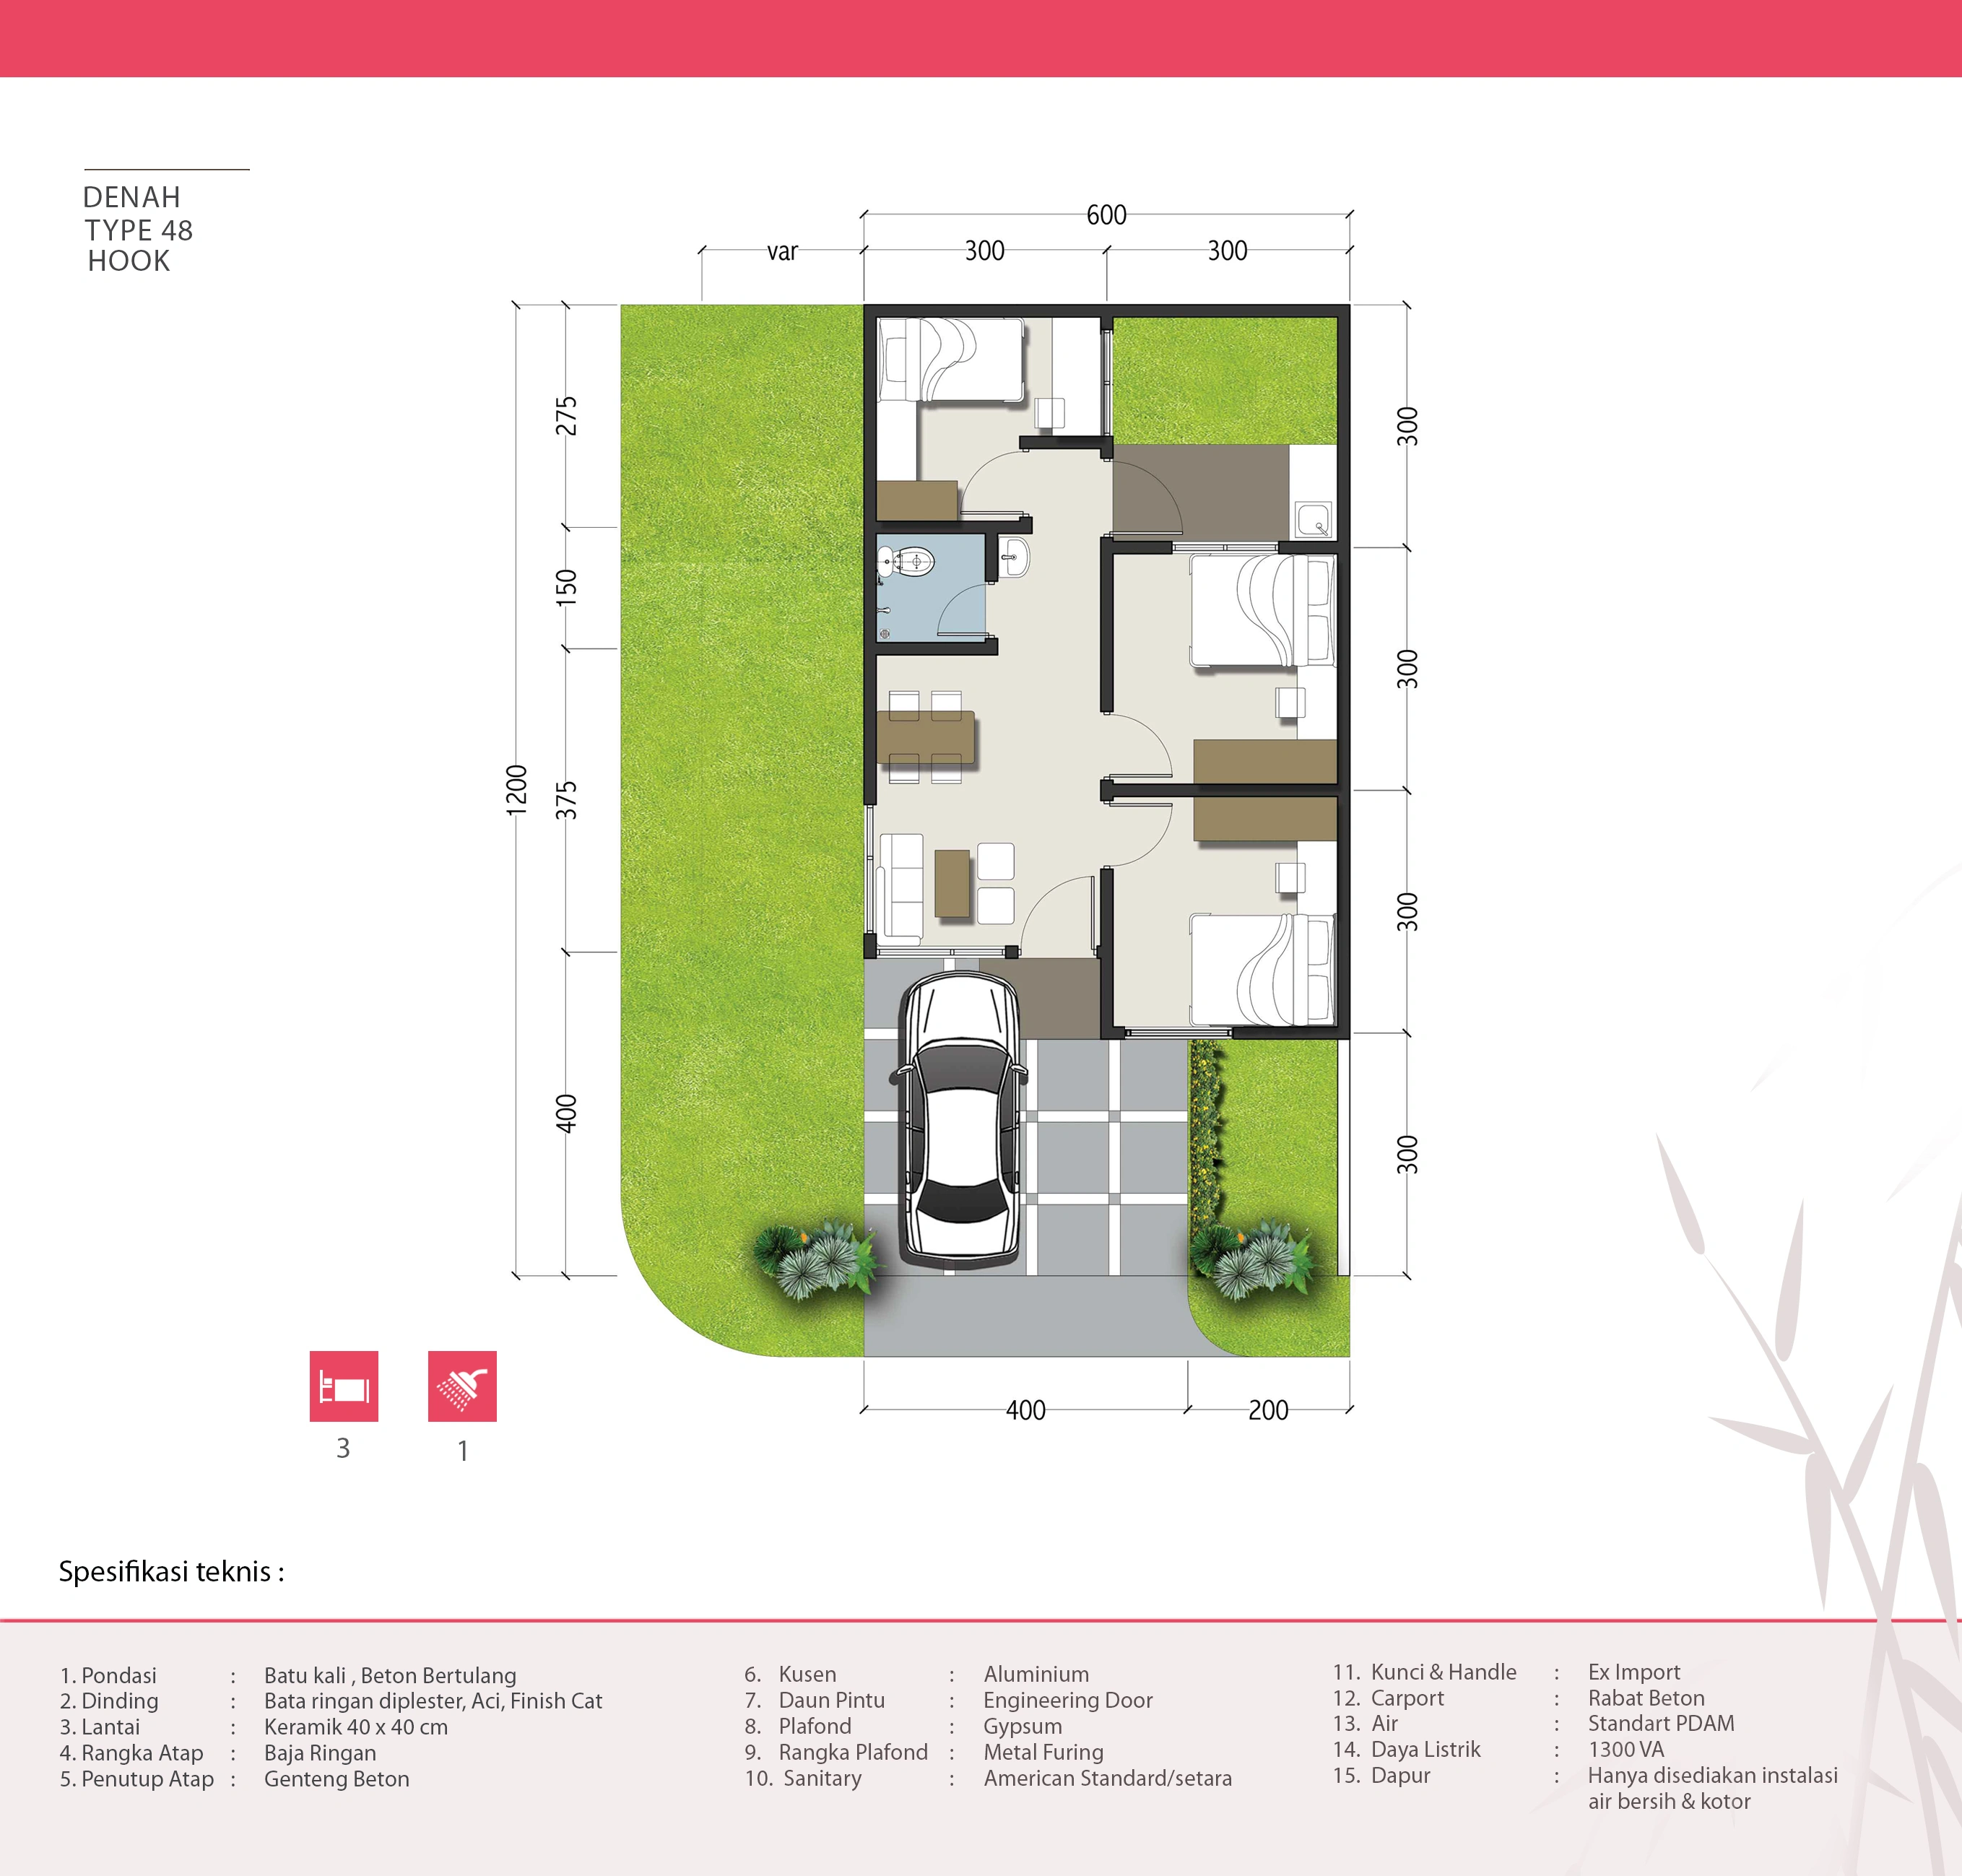 DENAH
TYPE 48
HOOK
600
var 300 300
275
150
375
400
1200
300
300
300
300
400 200
3 1
Spesifikasi teknis :
1. Pondasi : Batu kali , Beton Bertulang
2. Dinding : Bata ringan diplester, Aci, Finish Cat
3. Lantai : Keramik 40 x 40 cm
4. Rangka Atap : Baja Ringan
5. Penutup Atap : Genteng Beton
6. Kusen : Aluminium
7. Daun Pintu : Engineering Door
8. Plafond : Gypsum
9. Rangka Plafond : Metal Furing
10. Sanitary : American Standard/setara
11. Kunci & Handle : Ex Import
12. Carport : Rabat Beton
13. Air : Standart PDAM
14. Daya Listrik : 1300 VA
15. Dapur : Hanya disediakan instalasi
air bersih & kotor